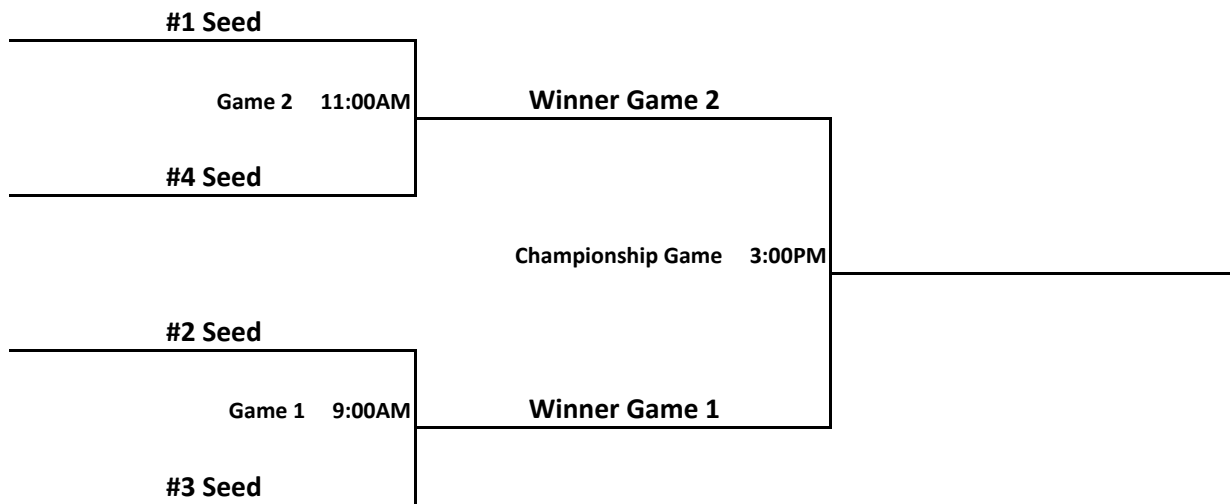 #1 Seed
Game 2 11:00AM
Winner Game 2
#4 Seed
Championship Game 3:00PM
#2 Seed
Game 1 9:00AM
Winner Game 1
#3 Seed